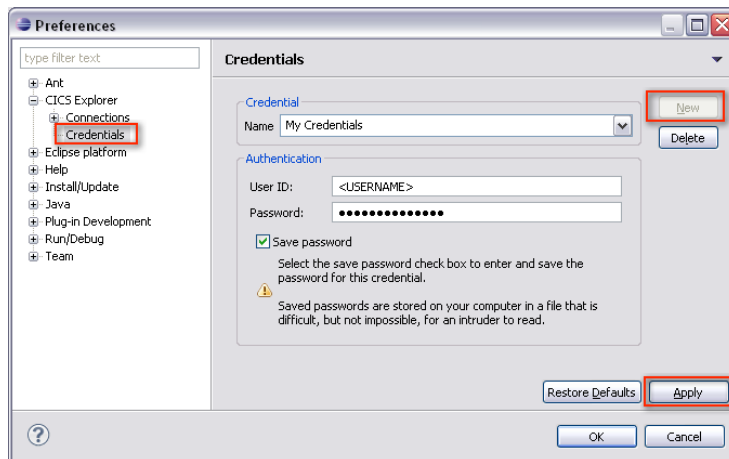 Preferences
type filter text
Ant
CICS Explorer
Connections
Credentials
Eclipse platform
Help
Install/Update
Java
Plug-in Development
Run/Debug
Team
Credentials
Credential
Name My Credentials
New
Delete
Authentication
User ID: <USERNAME>
Password: ●●●●●●●●●●●●●●
Save password
Select the save password check box to enter and save the
password for this credential.
Saved passwords are stored on your computer in a file that is
difficult, but not impossible, for an intruder to read.
Restore Defaults Apply
? OK Cancel